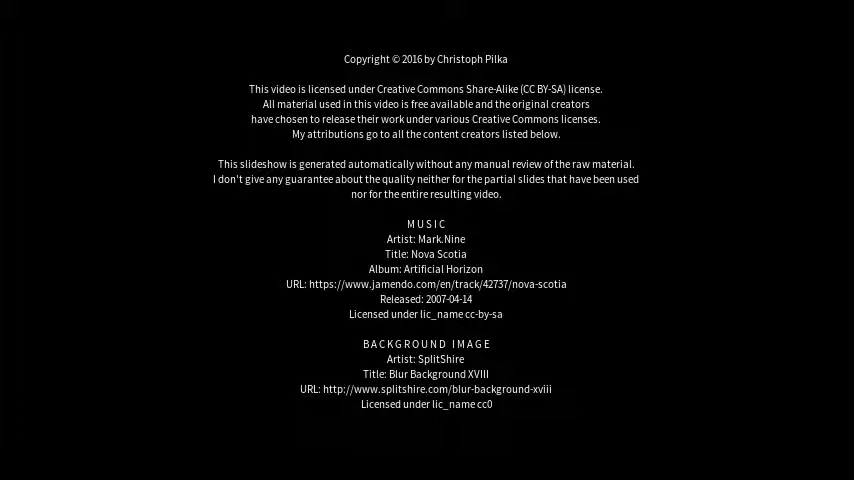 Copyright © 2016 by Christoph Pilka
This video is licensed under Creative Commons Share-Alike (CC BY-SA) license.
All material used in this video is free available and the original creators
have chosen to release their work under various Creative Commons licenses.
My attributions go to all the content creators listed below.
This slideshow is generated automatically without any manual review of the raw material.
I don't give any guarantee about the quality neither for the partial slides that have been used
nor for the entire resulting video.
MUSIC
Artist: Mark.Nine
Title: Nova Scotia
Album: Artificial Horizon
URL: https://www.jamendo.com/en/track/42737/nova-scotia
Released: 2007-04-14
Licensed under lic_name cc-by-sa
BACKGROUND IMAGE
Artist: SplitShire
Title: Blur Background XVIII
URL: http://www.splitshire.com/blur-background-xviii
Licensed under lic_name cc0